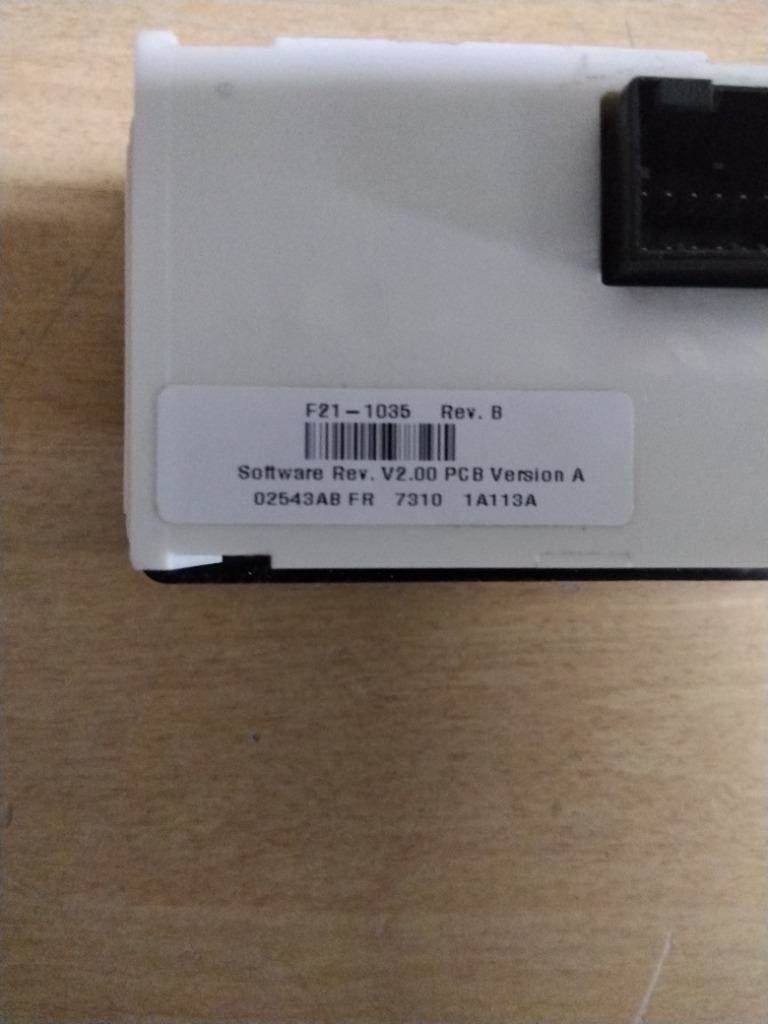 F21-1035 Rev. B
Software Rev. V2.00 PCB Version A
02543AB FR 7310 1A113A